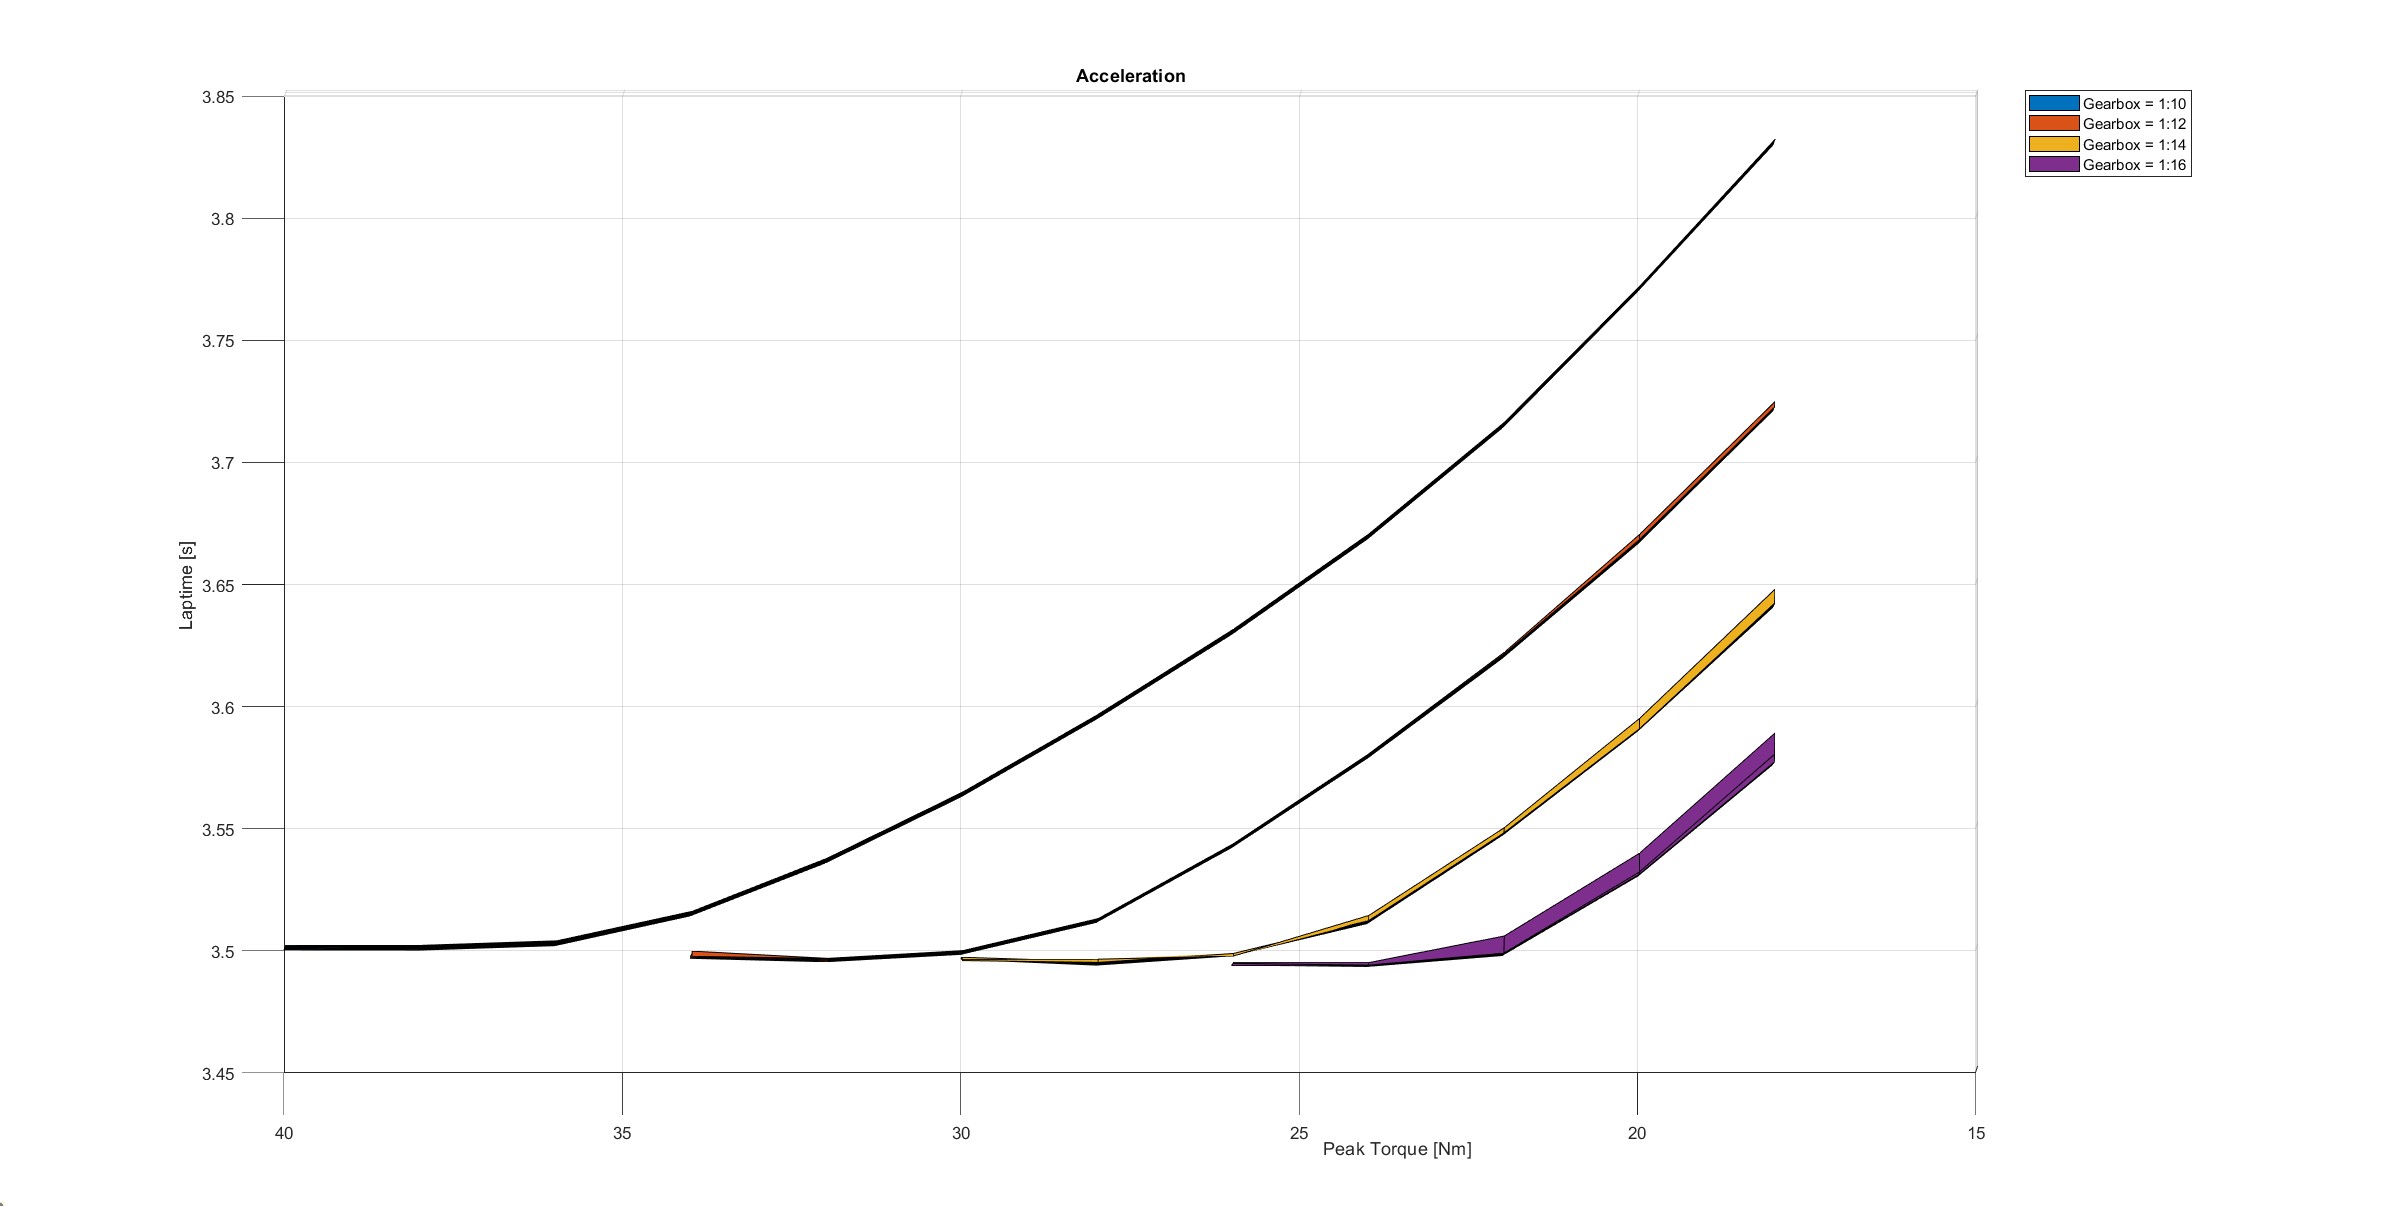 Acceleration
3.85
3.8
3.75
3.7
3.65
3.6
3.55
3.5
3.45
Laptime [s]
40
35
30
25
20
15
Peak Torque [Nm]
Gearbox = 1:10
Gearbox = 1:12
Gearbox = 1:14
Gearbox = 1:16